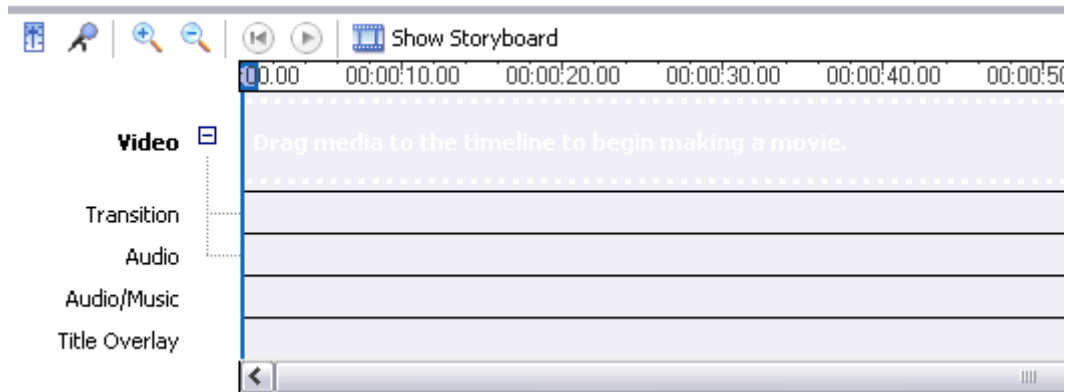 Show Storyboard
00:00:10.00 00:00:20.00 00:00:30.00 00:00:40.00
Video
Drag media to the timeline to begin making a movie.
Transition
Audio
Audio/Music
Title Overlay